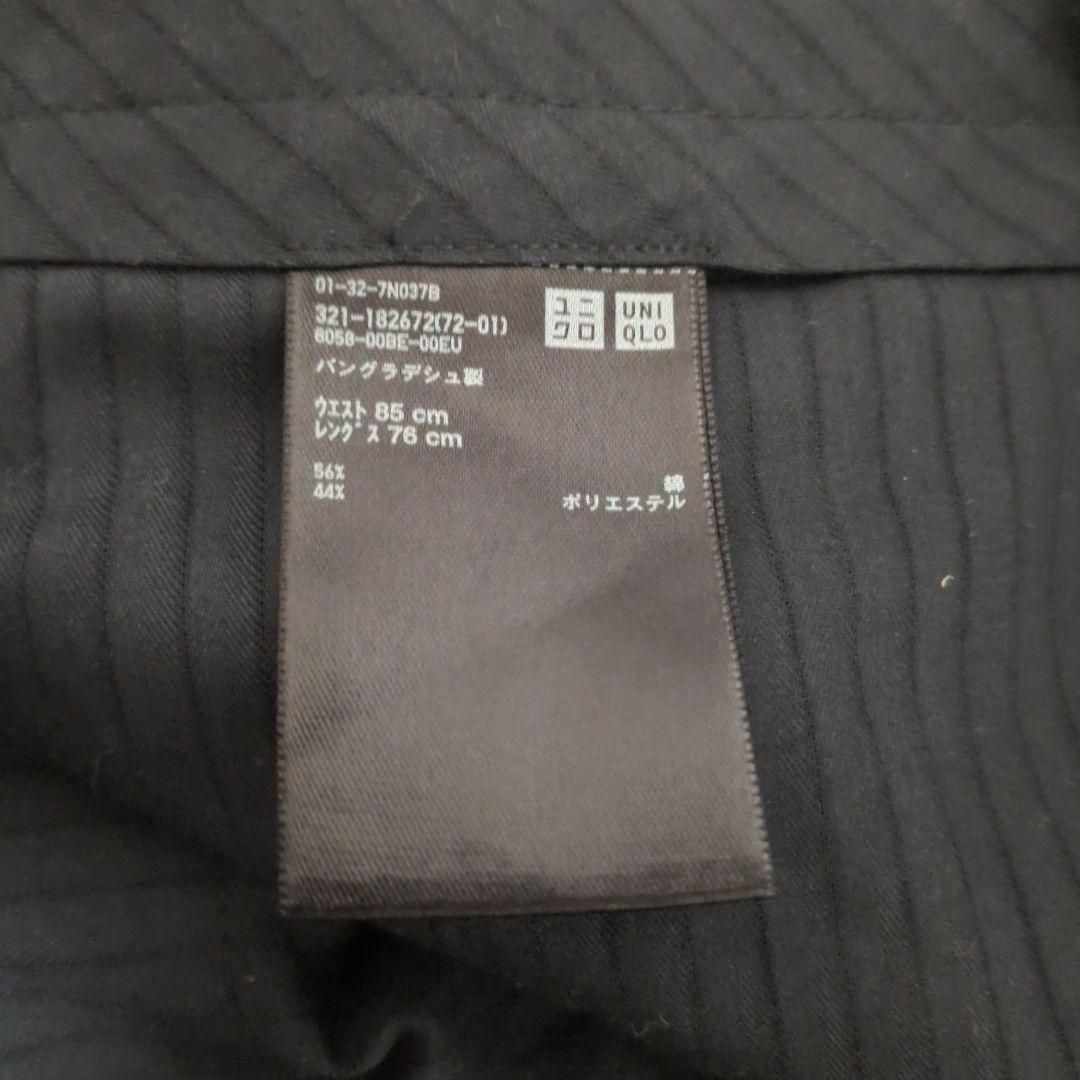 01-32-7N037B
321-182672(72-01)
6058-00BE-00EU
バングラデシュ製
ウエスト 85 cm
レングス 76 cm
56% 綿
44% ポリエステル
ユニ
クロ
UNI
QLO